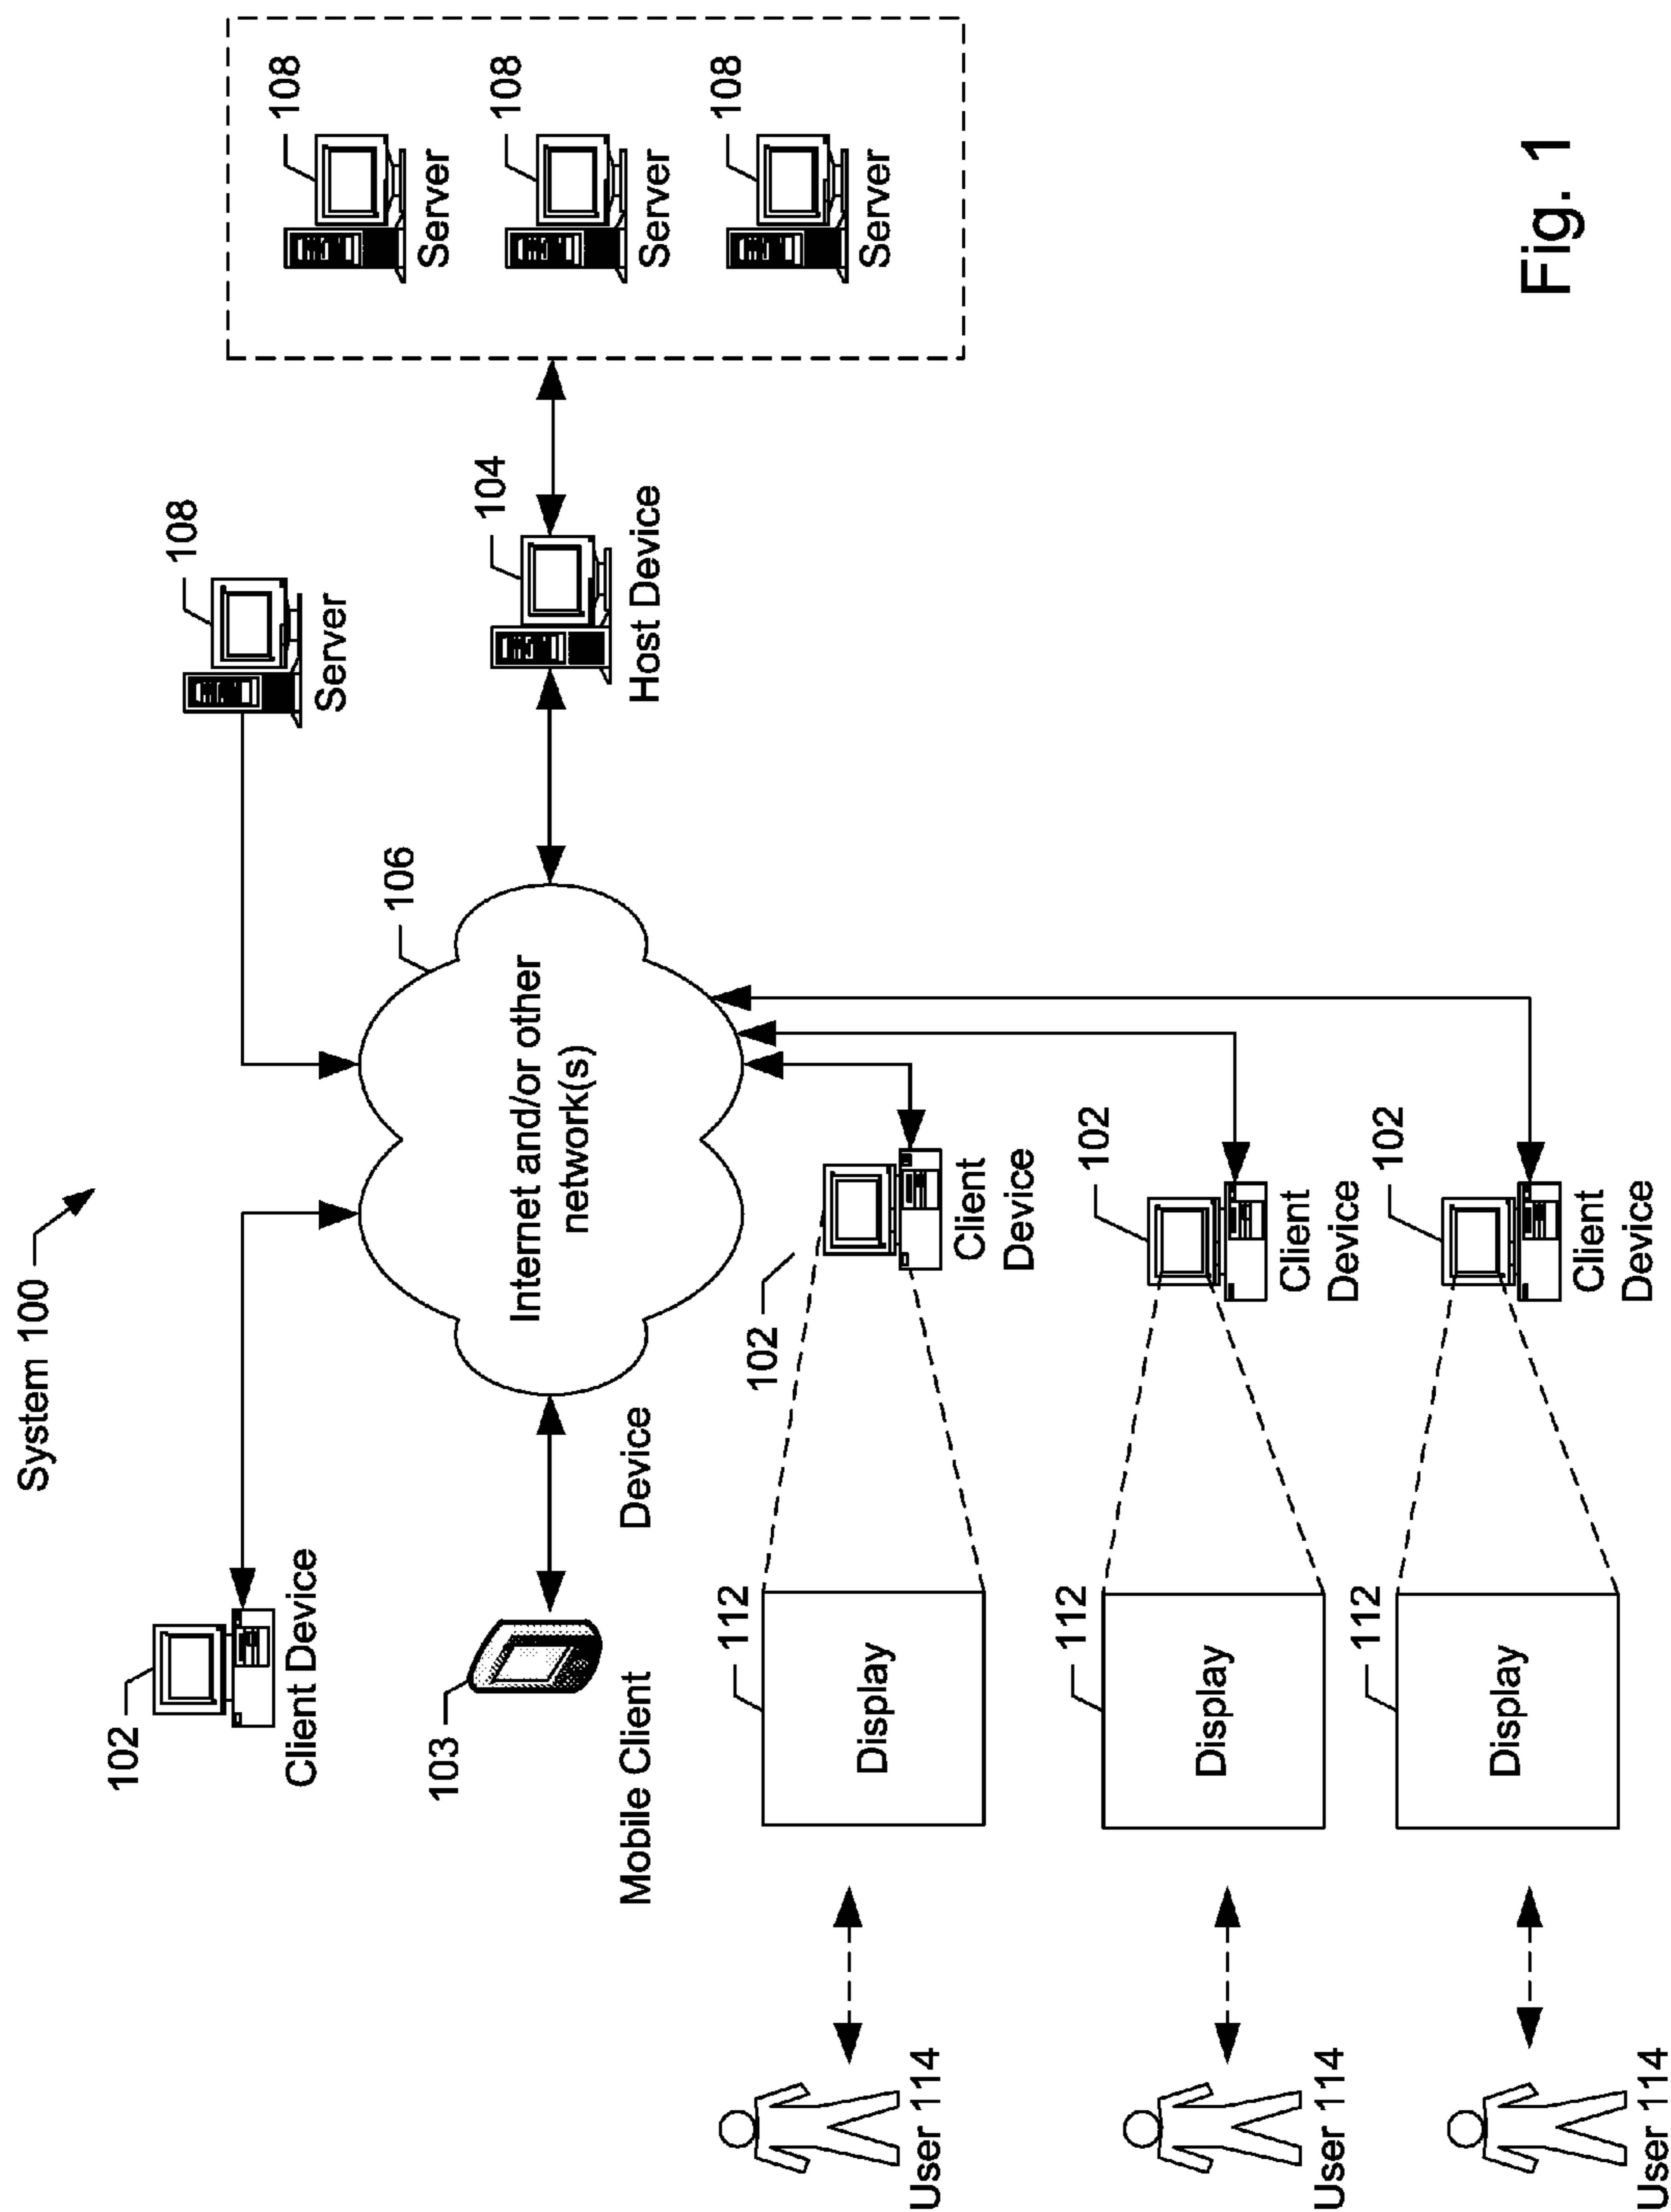 System 100
102
Client Device
108
Server
103
Mobile Client
Device
106
Internet and/or other
network(s)
104
Host Device
108
Server
108
Server
108
Server
112
Display
102
Client
Device
User 114
112
Display
102
Client
Device
User 114
112
Display
102
Client
Device
User 114
Fig. 1